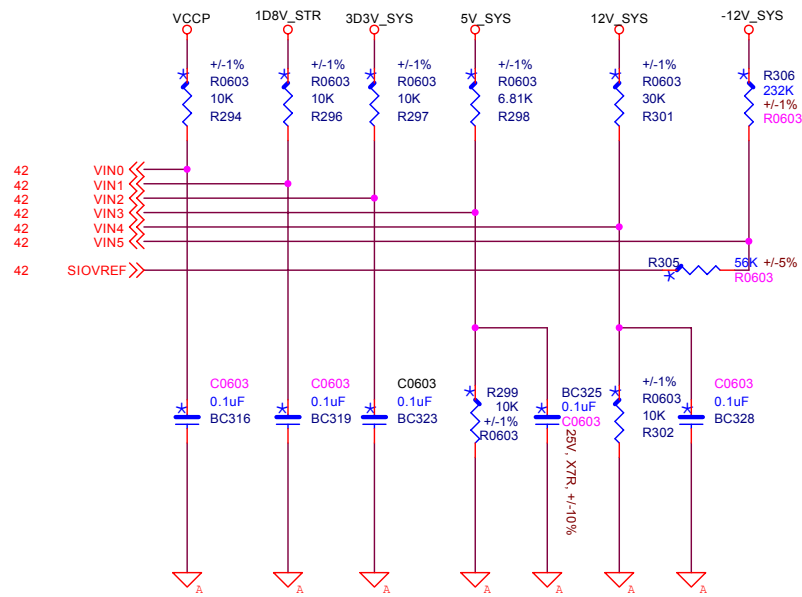 VCCP
1D8V_STR
3D3V_SYS
5V_SYS
12V_SYS
-12V_SYS
+/-1%
R0603
10K
R294
+/-1%
R0603
10K
R296
+/-1%
R0603
10K
R297
+/-1%
R0603
6.81K
R298
+/-1%
R0603
30K
R301
R306
232K
+/-1%
R0603
42 VIN0
42 VIN1
42 VIN2
42 VIN3
42 VIN4
42 VIN5
42 SIOVREF
R305
56K +/-5%
R0603
C0603
0.1uF
BC316
C0603
0.1uF
BC319
C0603
0.1uF
BC323
R299
10K
+/-1%
R0603
BC325
0.1uF
C0603
25V, X7R, +/-10%
+/-1%
R0603
10K
R302
C0603
0.1uF
BC328
A
A
A
A
A
A
A